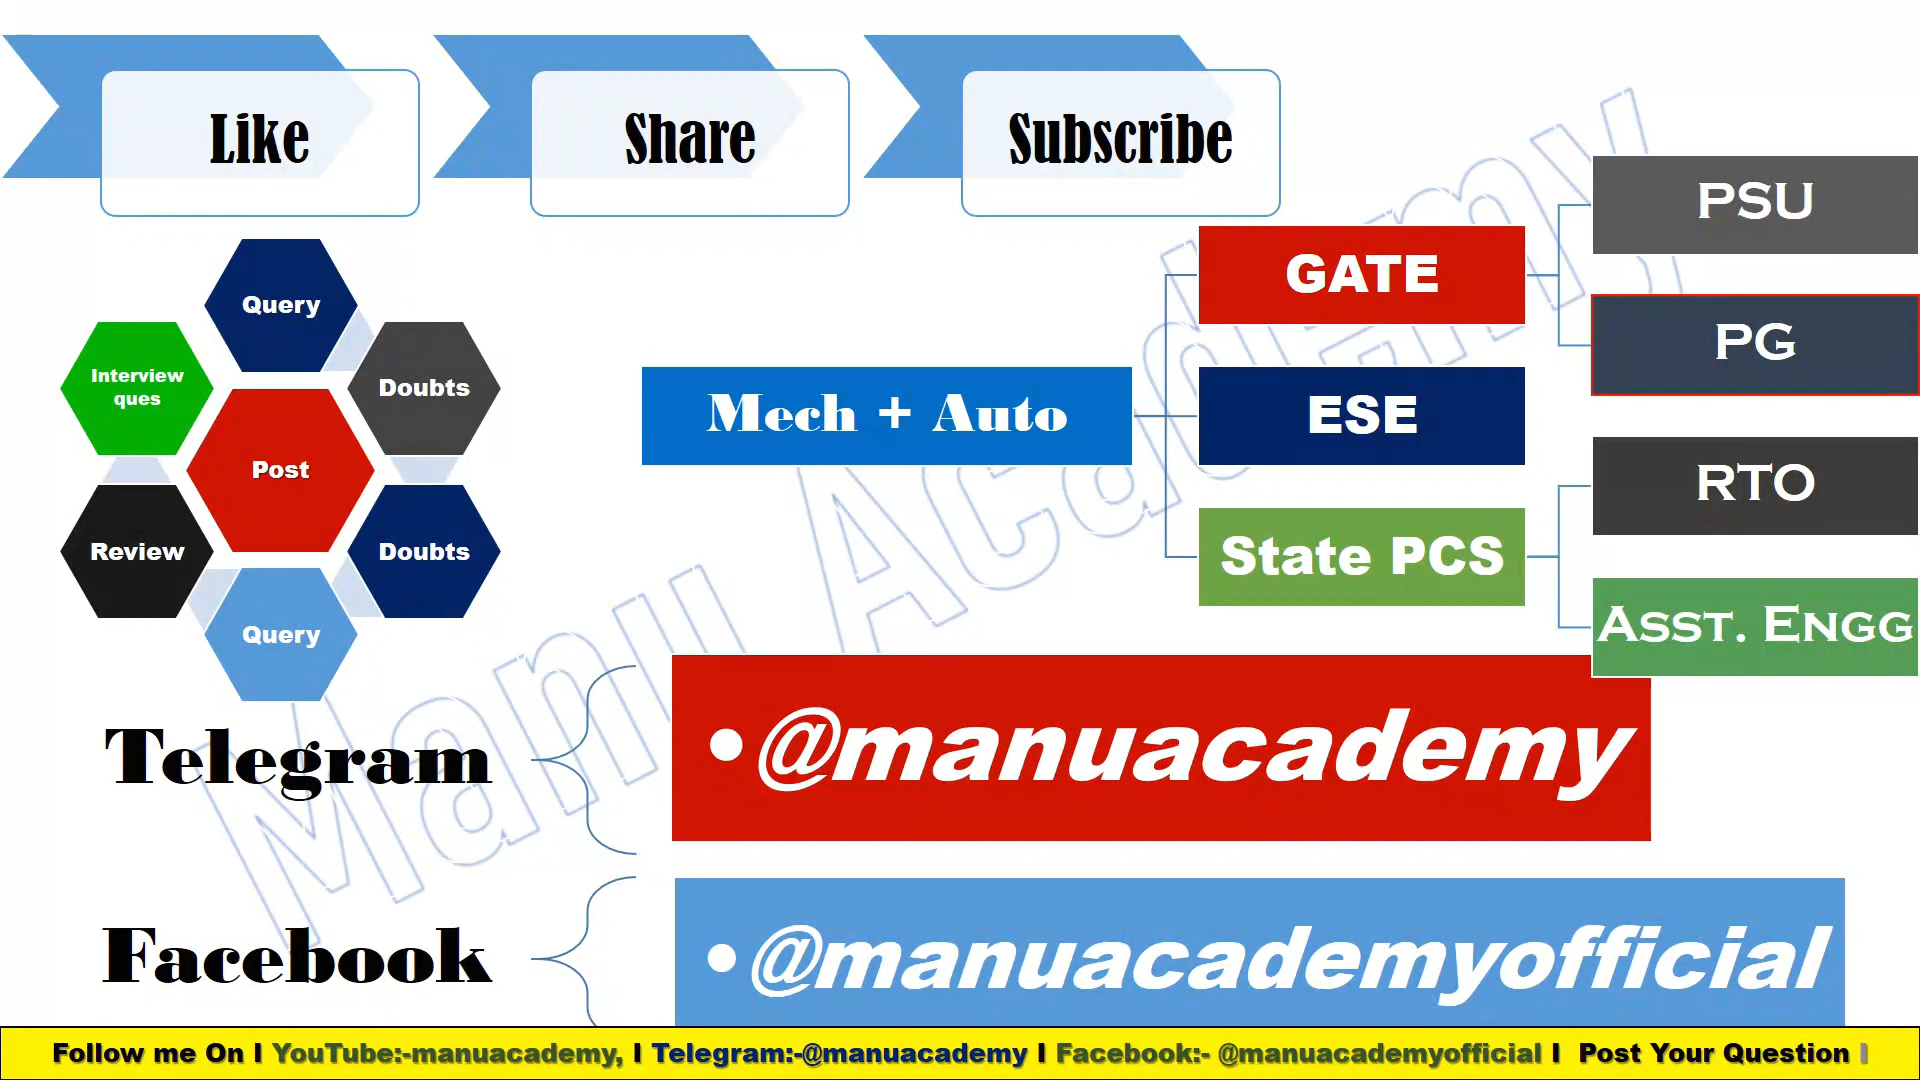 Like
Share
Subscribe
Query
Interview
ques
Doubts
Post
Review
Doubts
Query
Mech + Auto
GATE
ESE
State PCS
PSU
PG
RTO
Asst. Engg
Manu Academy
Telegram
•@manuacademy
Facebook
•@manuacademyofficial
Follow me On I YouTube:-manuacademy, I Telegram:-@manuacademy I Facebook:- @manuacademyofficial I Post Your Question I